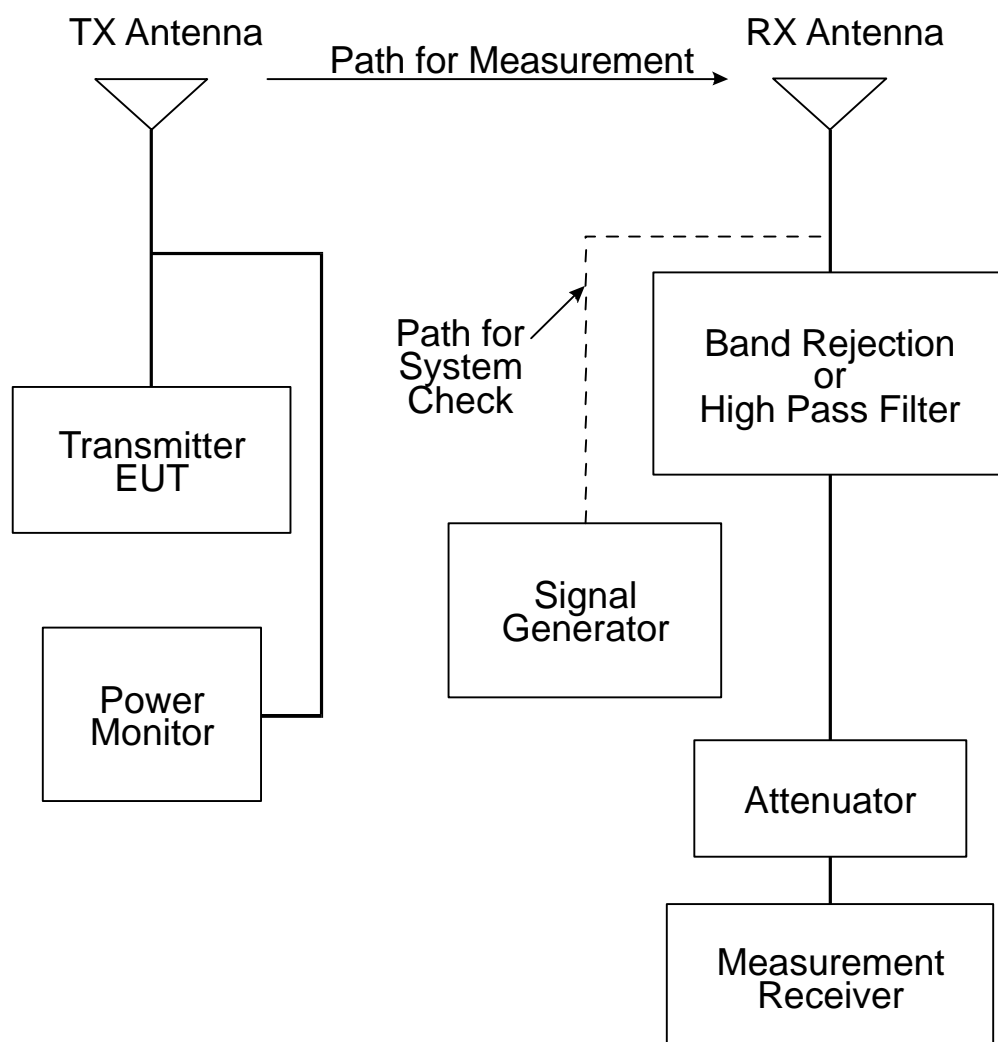 TX Antenna
RX Antenna
Path for Measurement
Path for
System
Check
Band Rejection
or
High Pass Filter
Transmitter
EUT
Signal
Generator
Power
Monitor
Attenuator
Measurement
Receiver